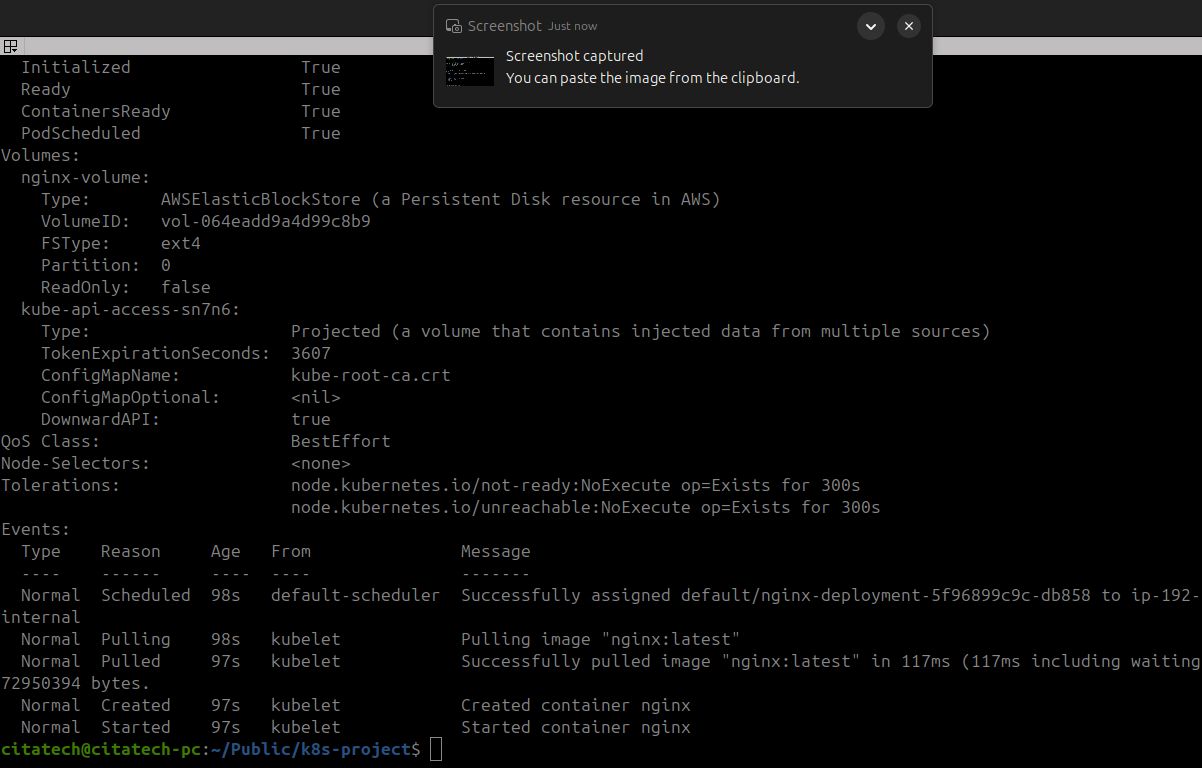 Screenshot Just now
Screenshot captured
You can paste the image from the clipboard.
Initialized True
Ready True
ContainersReady True
PodScheduled True
Volumes:
nginx-volume:
Type: AWSElasticBlockStore (a Persistent Disk resource in AWS)
VolumeID: vol-064eadd9a4d99c8b9
FSType: ext4
Partition: 0
ReadOnly: false
kube-api-access-sn7n6:
Type: Projected (a volume that contains injected data from multiple sources)
TokenExpirationSeconds: 3607
ConfigMapName: kube-root-ca.crt
ConfigMapOptional: <nil>
DownwardAPI: true
QoS Class: BestEffort
Node-Selectors: <none>
Tolerations: node.kubernetes.io/not-ready:NoExecute op=Exists for 300s
node.kubernetes.io/unreachable:NoExecute op=Exists for 300s
Events:
Type Reason Age From Message
---- ------ ---- ---- -------
Normal Scheduled 98s default-scheduler Successfully assigned default/nginx-deployment-5f96899c9c-db858 to ip-192-
internal
Normal Pulling 98s kubelet Pulling image "nginx:latest"
Normal Pulled 97s kubelet Successfully pulled image "nginx:latest" in 117ms (117ms including waiting
72950394 bytes.
Normal Created 97s kubelet Created container nginx
Normal Started 97s kubelet Started container nginx
citatech@citatech-pc:~/Public/k8s-project$